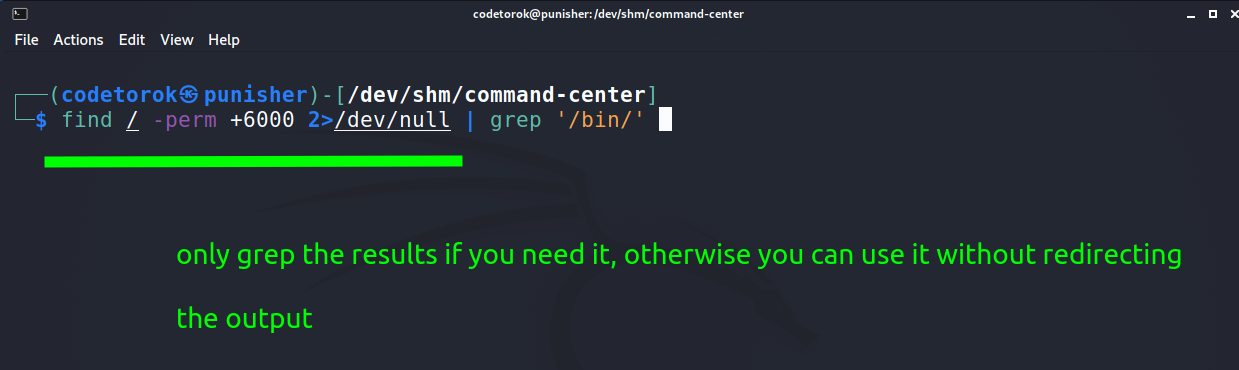 codetorok@punisher:/dev/shm/command-center
File Actions Edit View Help
(codetorok㉿punisher)-[/dev/shm/command-center]
$ find / -perm +6000 2>/dev/null | grep '/bin/'
only grep the results if you need it, otherwise you can use it without redirecting
the output